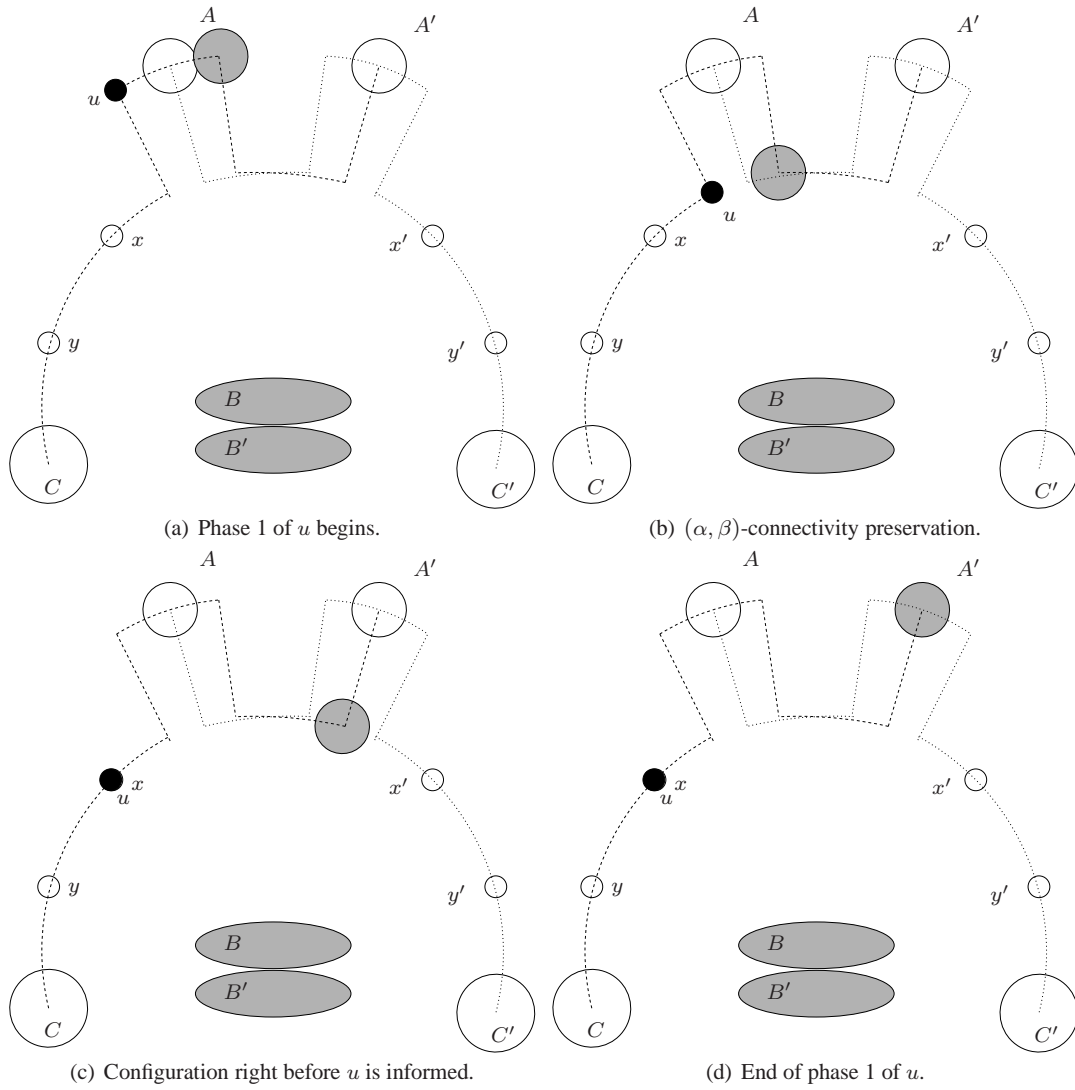 A
A′
u
x
x′
y
y′
B
B′
C
C′
(a) Phase 1 of u begins.
A
A′
u
x
x′
y
y′
B
B′
C
C′
(b) (α, β)-connectivity preservation.
A
A′
x
u
x′
y
y′
B
B′
C
C′
(c) Configuration right before u is informed.
A
A′
x
u
x′
y
y′
B
B′
C
C′
(d) End of phase 1 of u.